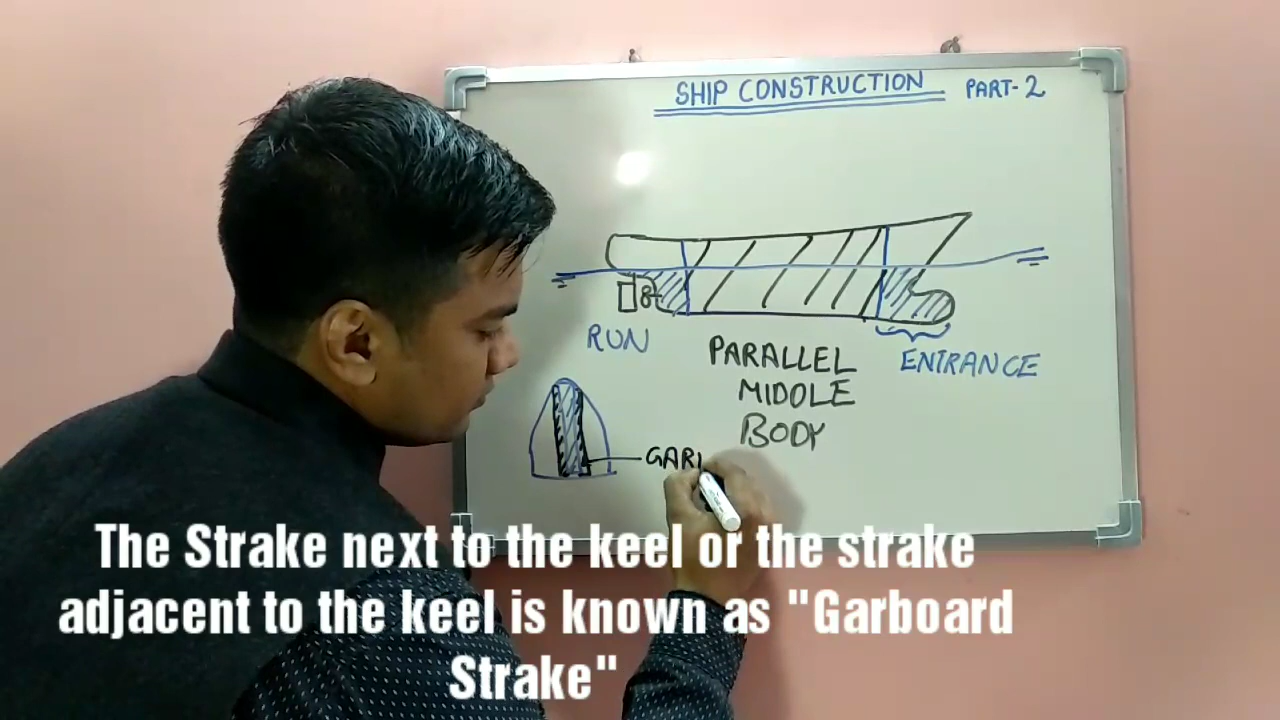 SHIP CONSTRUCTION PART-2
RUN
PARALLEL
MIDDLE
BODY
ENTRANCE
GAR
The Strake next to the keel or the strake
adjacent to the keel is known as "Garboard
Strake"